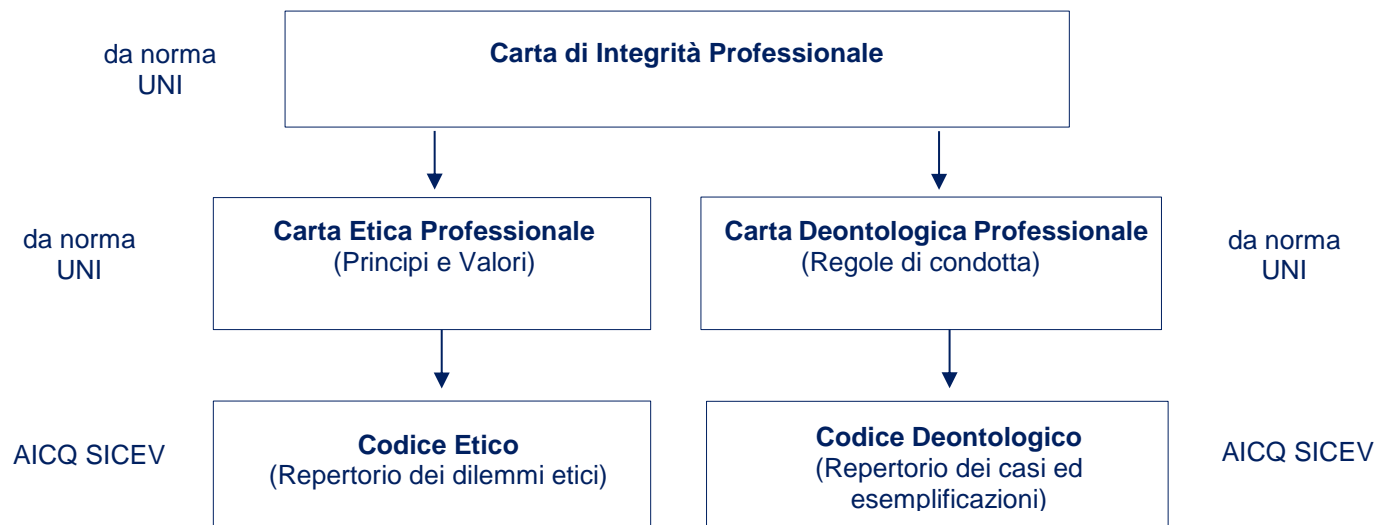 Carta di Integrità Professionale
da norma
UNI
da norma
UNI
Carta Etica Professionale
(Principi e Valori)
Carta Deontologica Professionale
(Regole di condotta)
da norma
UNI
AICQ SICEV
Codice Etico
(Repertorio dei dilemmi etici)
Codice Deontologico
(Repertorio dei casi ed
esemplificazioni)
AICQ SICEV